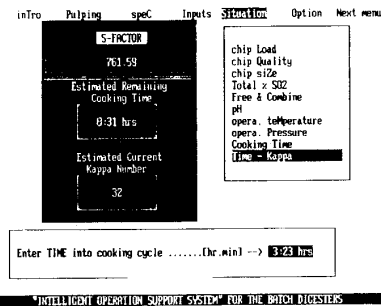 inTro Pulping speC Inputs Situation Option Next menu
S-FACTOR
761.59
Estimated Remaining
Cooking Time
0:31 hrs
Estimated Current
Kappa Number
32
chip Load
chip Quality
chip siZe
Total % SO2
Free & Combine
pH
opera. teMperature
opera. Pressure
Cooking Time
Time - Kappa
Enter TIME into cooking cycle .......[hr.min] --> 3:23 hrs
"INTELLIGENT OPERATION SUPPORT SYSTEM" FOR THE BATCH DIGESTERS